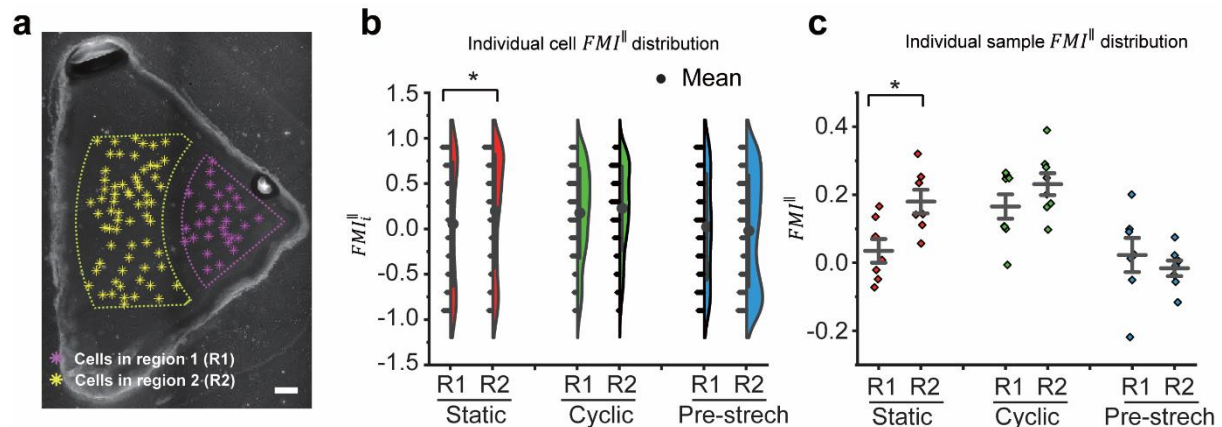 a
Cells in region 1 (R1)
Cells in region 2 (R2)
b
Individual cell FMI‖ distribution
Mean
*
FMIᵢ‖
1.5
1.0
0.5
0.0
-0.5
-1.0
-1.5
R1 R2 R1 R2 R1 R2
Static Cyclic Pre-strech
c
Individual sample FMI‖ distribution
*
FMI‖
0.4
0.2
0.0
-0.2
R1 R2 R1 R2 R1 R2
Static Cyclic Pre-strech